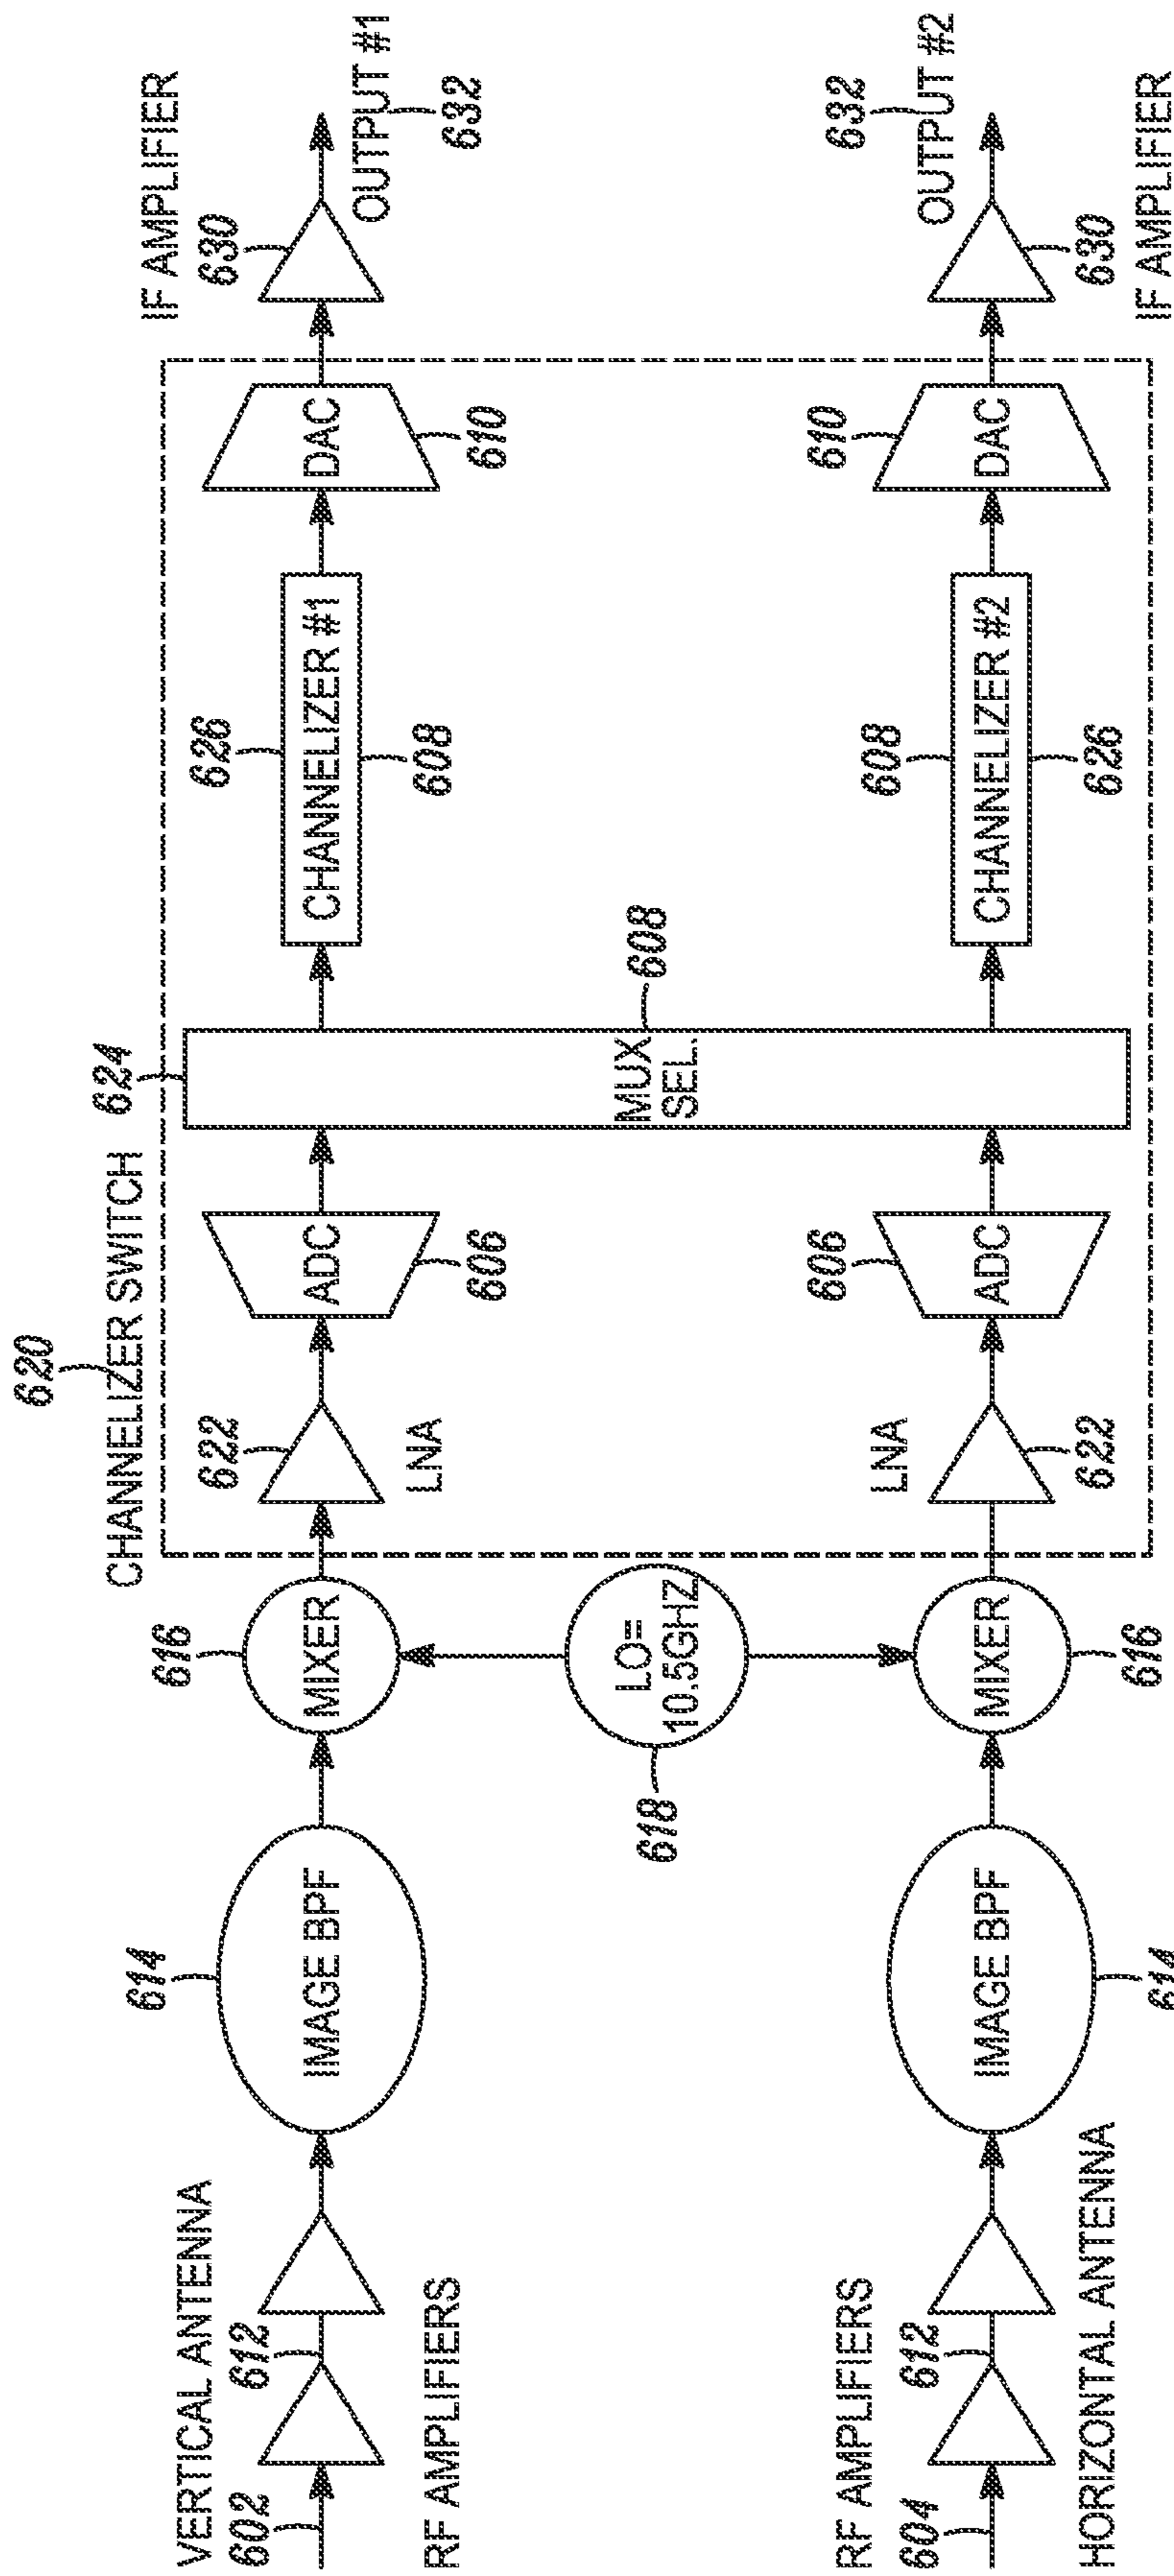 VERTICAL ANTENNA
602
612
RF AMPLIFIERS
614
IMAGE BPF
616
MIXER
620
CHANNELIZER SWITCH
622
LNA
ADC
606
624
MUX
SEL.
608
626
CHANNELIZER #1
608
DAC
610
IF AMPLIFIER
630
OUTPUT #1
632
LO=
10.5GHZ
618
RF AMPLIFIERS
604
612
HORIZONTAL ANTENNA
IMAGE BPF
614
MIXER
616
LNA
622
606
ADC
608
CHANNELIZER #2
626
610
DAC
632
OUTPUT #2
630
IF AMPLIFIER